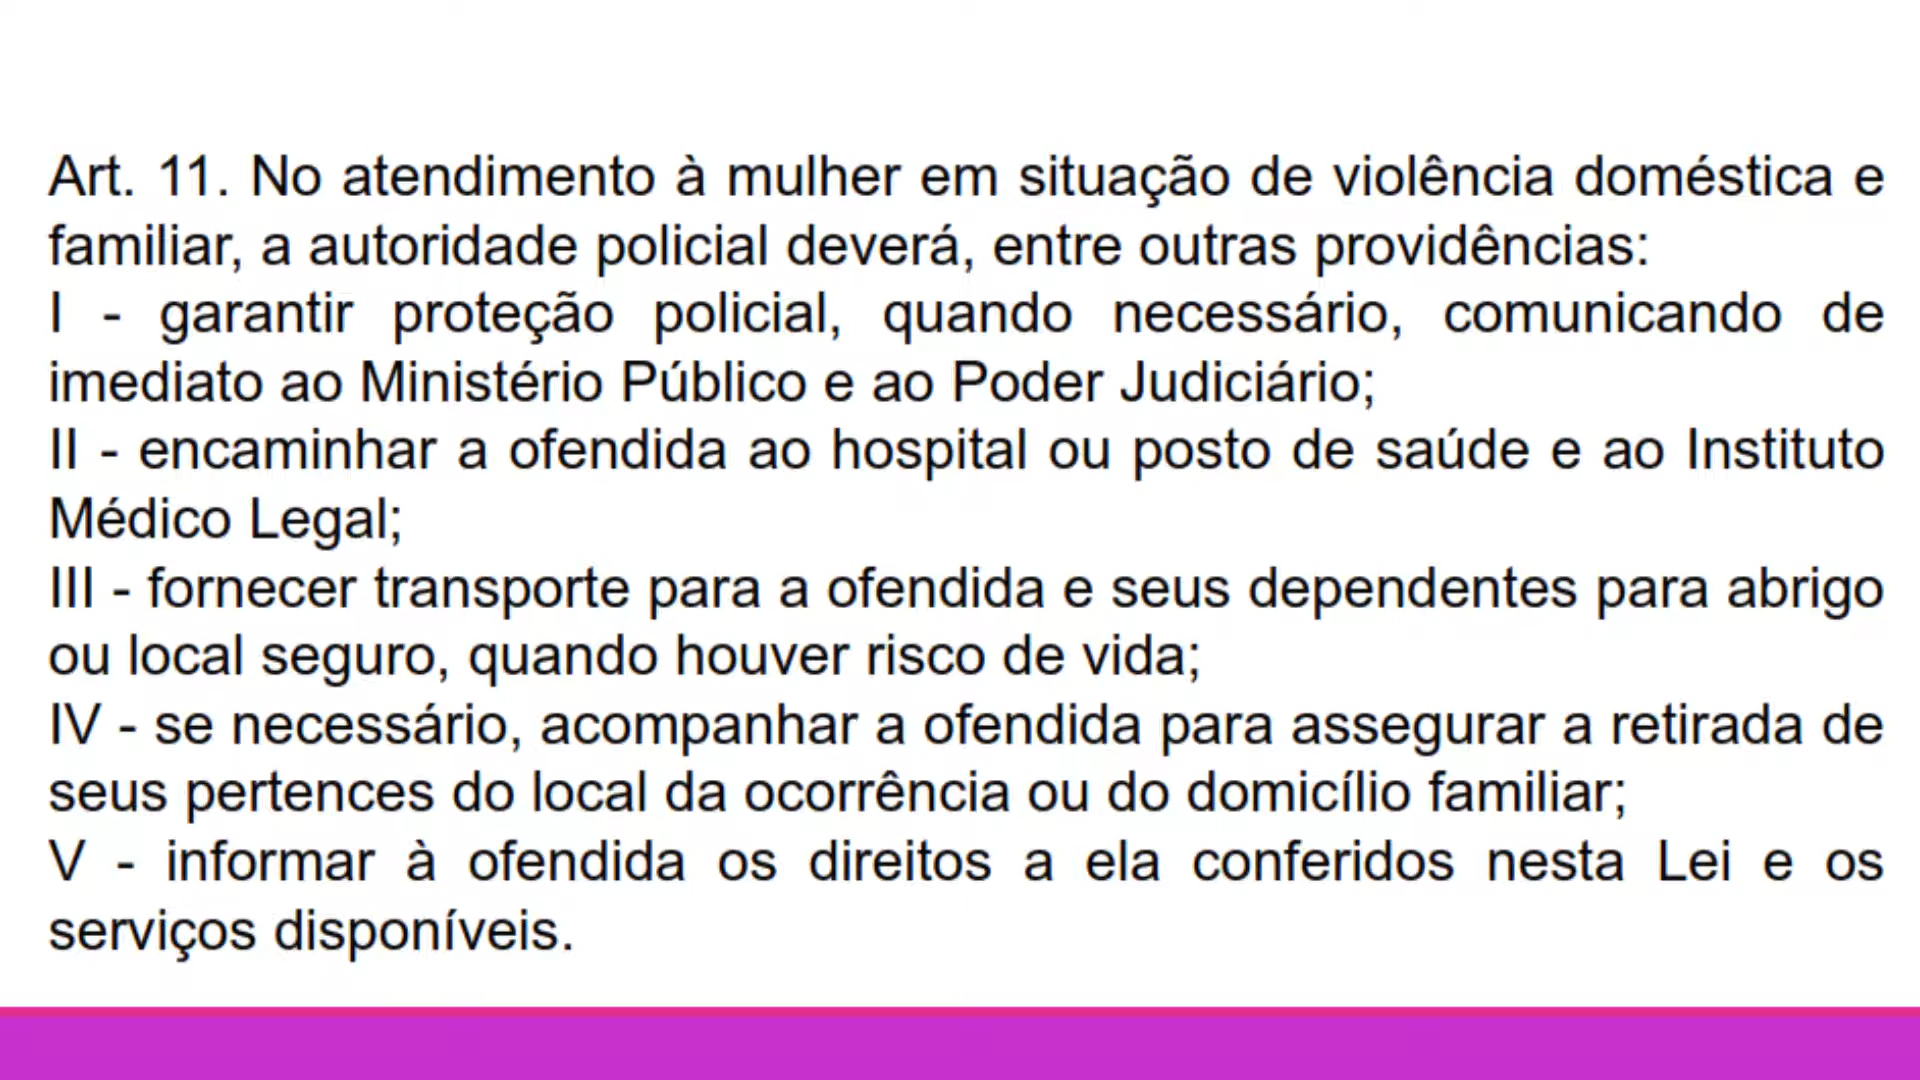 Art. 11. No atendimento à mulher em situação de violência doméstica e
familiar, a autoridade policial deverá, entre outras providências:
I - garantir proteção policial, quando necessário, comunicando de
imediato ao Ministério Público e ao Poder Judiciário;
II - encaminhar a ofendida ao hospital ou posto de saúde e ao Instituto
Médico Legal;
III - fornecer transporte para a ofendida e seus dependentes para abrigo
ou local seguro, quando houver risco de vida;
IV - se necessário, acompanhar a ofendida para assegurar a retirada de
seus pertences do local da ocorrência ou do domicílio familiar;
V - informar à ofendida os direitos a ela conferidos nesta Lei e os
serviços disponíveis.